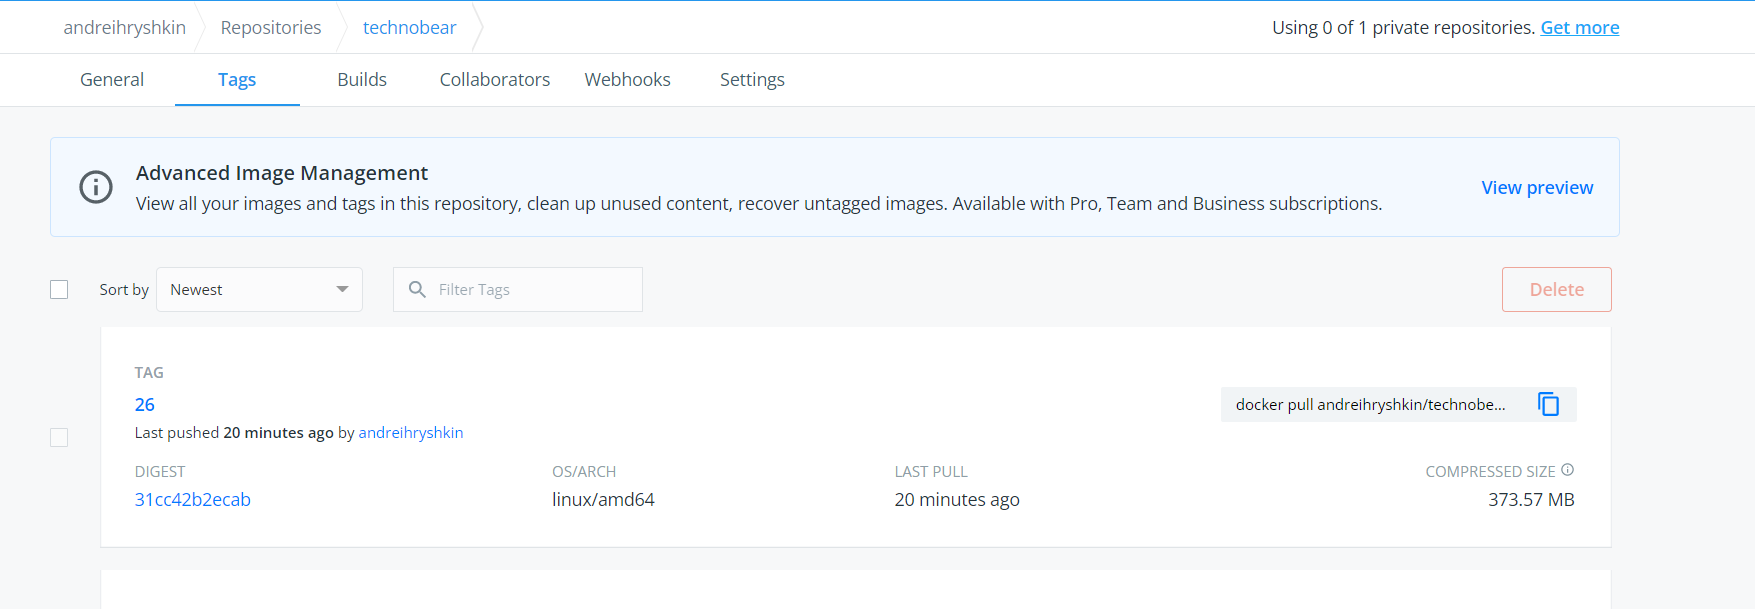 andreihryshkin Repositories technobear Using 0 of 1 private repositories. Get more
General Tags Builds Collaborators Webhooks Settings
Advanced Image Management
View all your images and tags in this repository, clean up unused content, recover untagged images. Available with Pro, Team and Business subscriptions.
View preview
Sort by Newest Filter Tags Delete
TAG
26
docker pull andreihryshkin/technobe...
Last pushed 20 minutes ago by andreihryshkin
DIGEST OS/ARCH LAST PULL COMPRESSED SIZE
31cc42b2ecab linux/amd64 20 minutes ago 373.57 MB